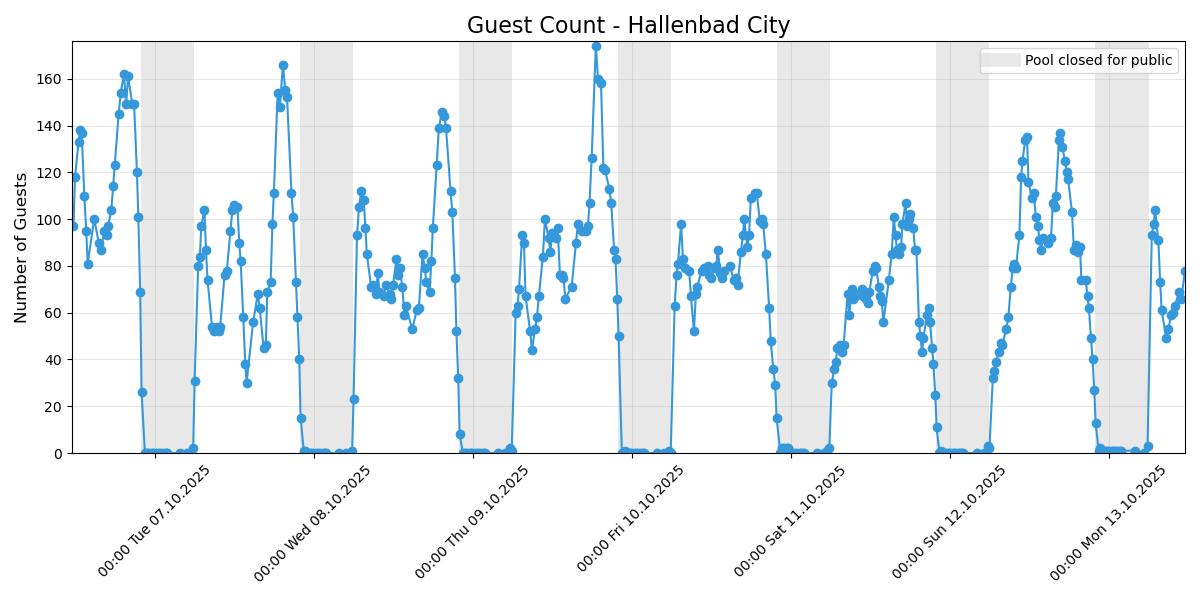 Guest Count - Hallenbad City
Pool closed for public
Number of Guests
160
140
120
100
80
60
40
20
0
00:00 Tue 07.10.2025
00:00 Wed 08.10.2025
00:00 Thu 09.10.2025
00:00 Fri 10.10.2025
00:00 Sat 11.10.2025
00:00 Sun 12.10.2025
00:00 Mon 13.10.2025